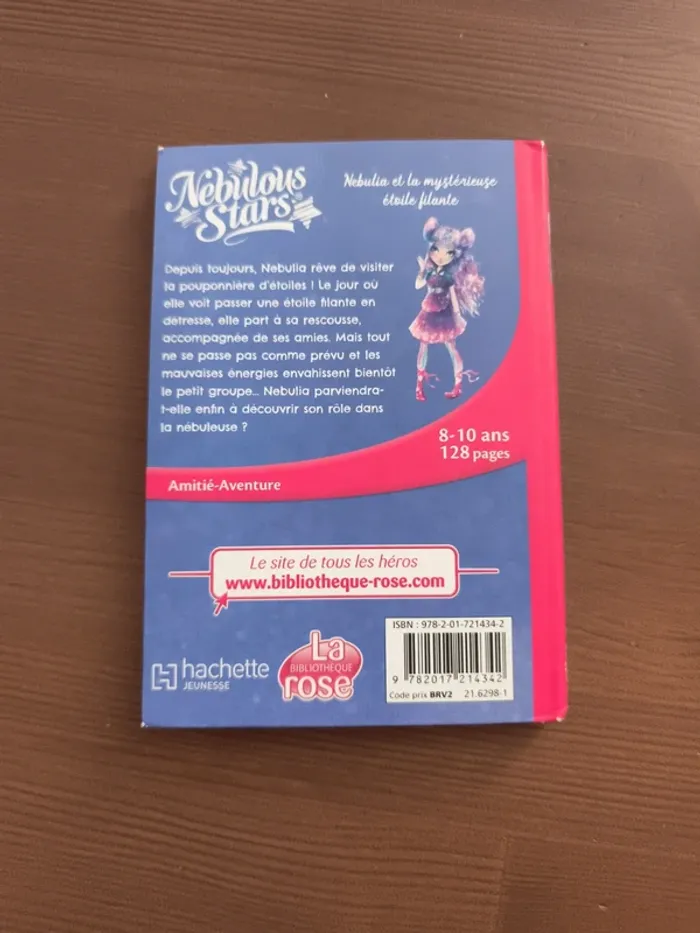 Nebulous
Stars
Nebulia et la mystérieuse
étoile filante
Depuis toujours, Nebulia rêve de visiter
la pouponnière d'étoiles ! Le jour où
elle voit passer une étoile filante en
détresse, elle part à sa rescousse,
accompagnée de ses amies. Mais tout
ne se passe pas comme prévu et les
mauvaises énergies envahissent bientôt
le petit groupe... Nebulia parviendra-
t-elle enfin à découvrir son rôle dans
la nébuleuse ?
8-10 ans
128 pages
Amitié-Aventure
Le site de tous les héros
www.bibliotheque-rose.com
hachette
JEUNESSE
La
BIBLIOTHEQUE
rose
ISBN : 978-2-01-721434-2
9 782017 214342
Code prix BRV2 21.6298-1